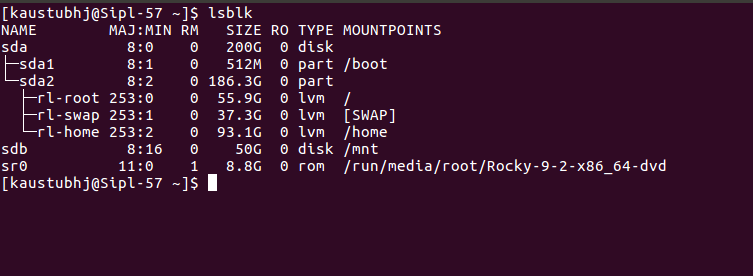 [kaustubhj@Sipl-57 ~]$ lsblk
NAME        MAJ:MIN RM   SIZE RO TYPE MOUNTPOINTS
sda           8:0    0   200G  0 disk
├─sda1        8:1    0   512M  0 part /boot
└─sda2        8:2    0 186.3G  0 part
  ├─rl-root 253:0    0  55.9G  0 lvm  /
  ├─rl-swap 253:1    0  37.3G  0 lvm  [SWAP]
  └─rl-home 253:2    0  93.1G  0 lvm  /home
sdb           8:16   0    50G  0 disk /mnt
sr0          11:0    1   8.8G  0 rom  /run/media/root/Rocky-9-2-x86_64-dvd
[kaustubhj@Sipl-57 ~]$